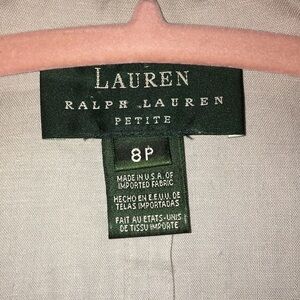 LAUREN
RALPH LAUREN
PETITE
8P
MADE IN U.S.A. OF
IMPORTED FABRIC
HECHO EN E.E.U.U. DE
TELAS IMPORTADAS
FAIT AU ETATS-UNIS
DE TISSU IMPORTE